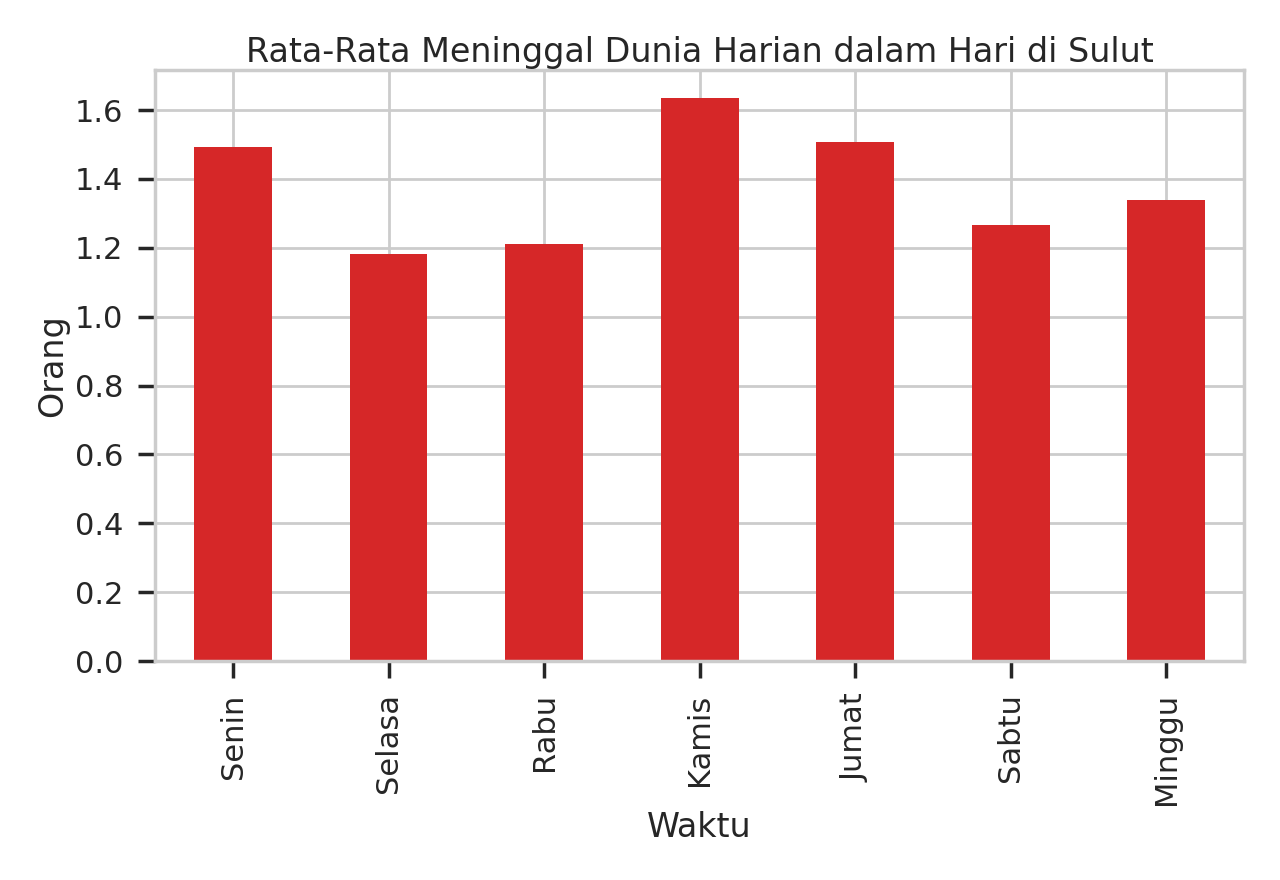 Rata-Rata Meninggal Dunia Harian dalam Hari di Sulut
1.6
1.4
1.2
1.0
0.8
0.6
0.4
0.2
0.0
Orang
Senin
Selasa
Rabu
Kamis
Jumat
Sabtu
Minggu
Waktu